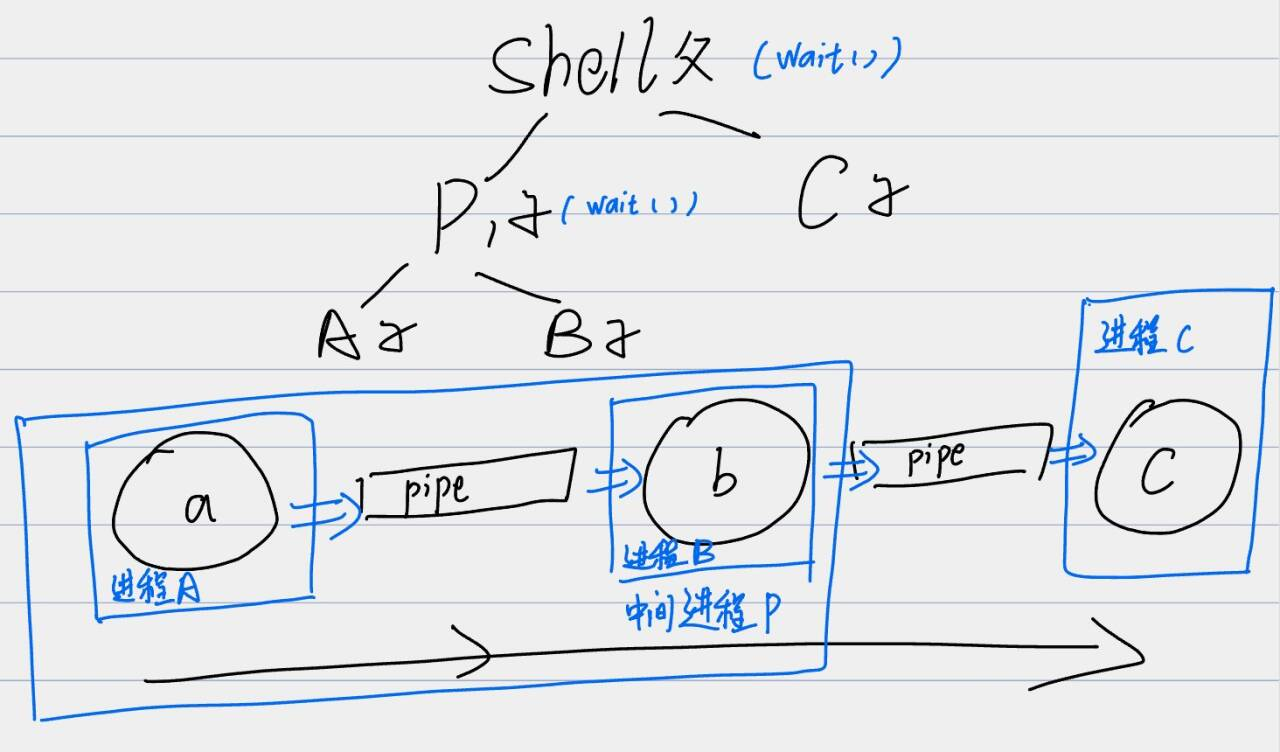 Shell父 (wait())
P,子 (wait()) C子
A子 B子
进程C
a pipe b pipe C
进程A 进程B
中间进程P